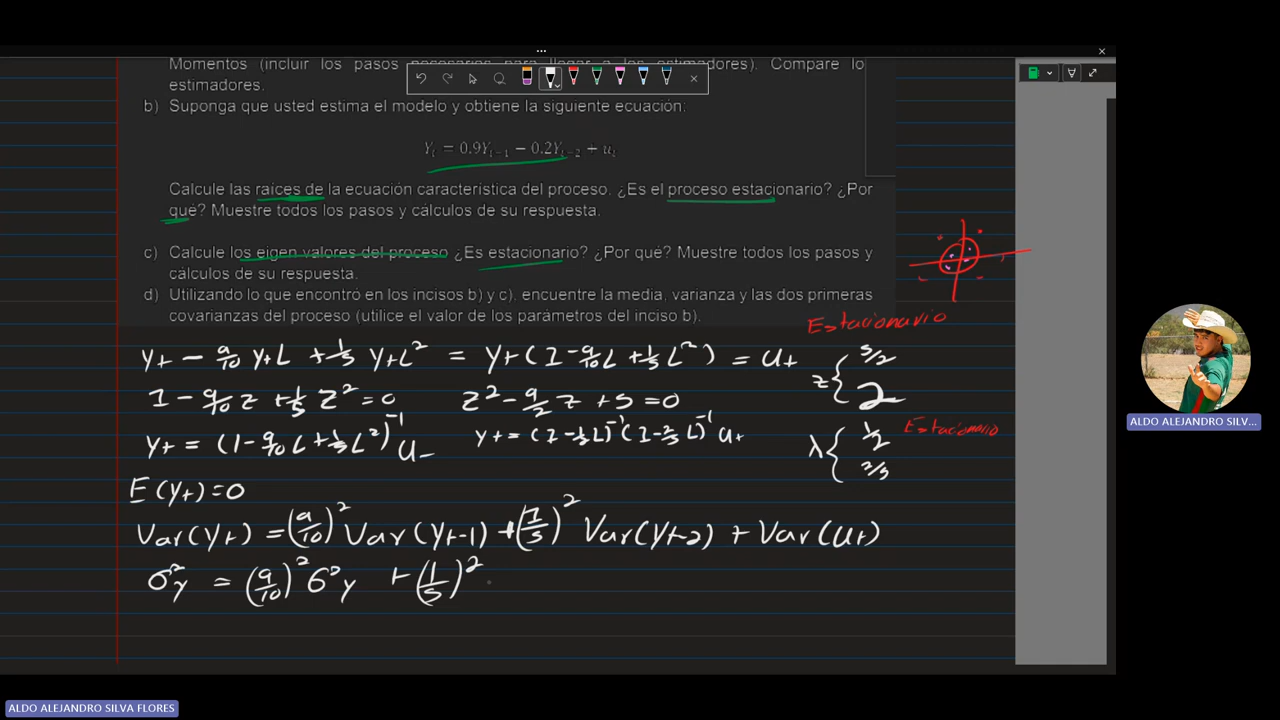 Momentos (incluir los pasos necesarios para llegar a los estimadores). Compare lo
estimadores.
b) Suponga que usted estima el modelo y obtiene la siguiente ecuación:
Yt = 0.9Yt−1 − 0.2Yt−2 + ut
Calcule las raíces de la ecuación característica del proceso. ¿Es el proceso estacionario? ¿Por
qué? Muestre todos los pasos y cálculos de su respuesta.
c) Calcule los eigen valores del proceso ¿Es estacionario? ¿Por qué? Muestre todos los pasos y
cálculos de su respuesta.
d) Utilizando lo que encontró en los incisos b) y c), encuentre la media, varianza y las dos primeras
covarianzas del proceso (utilice el valor de los parámetros del inciso b).
Estacionario
yt − 9/10 ytL + 1/5 ytL² = yt(1 − 9/10 L + 1/5 L²) = ut
z { 5/2
2
1 − 9/10 z + 1/5 z² = 0 z² − 9/2 z + 5 = 0
yt = (1 − 9/10 L + 1/5 L²)⁻¹ u yt = (1 − 1/2 L)⁻¹ (1 − 2/5 L)⁻¹ ut
λ { 1/2 Estacionario
2/5
E(yt) = 0
Var(yt) = (9/10)² Var(yt−1) + (1/5)² Var(yt−2) + Var(ut)
σ²y = (9/10)² σ²y + (1/5)²
ALDO ALEJANDRO SILV...
ALDO ALEJANDRO SILVA FLORES